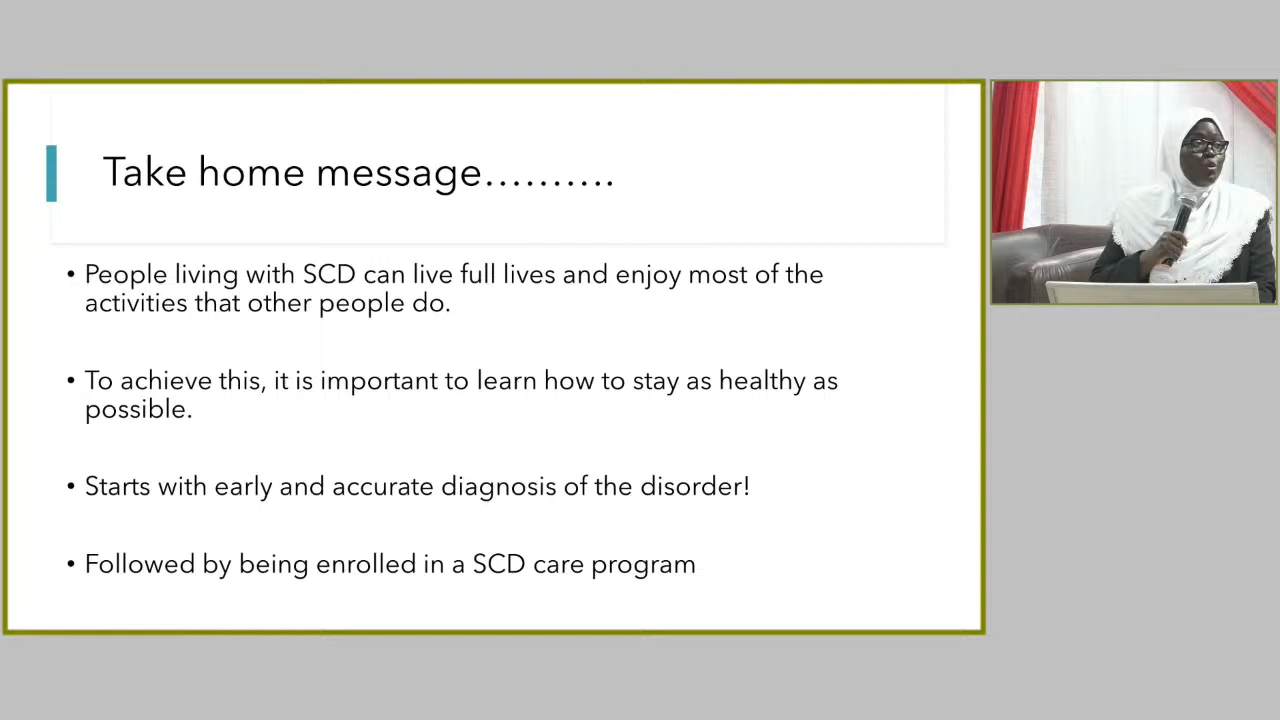 Take home message……….
• People living with SCD can live full lives and enjoy most of the
activities that other people do.
• To achieve this, it is important to learn how to stay as healthy as
possible.
• Starts with early and accurate diagnosis of the disorder!
• Followed by being enrolled in a SCD care program